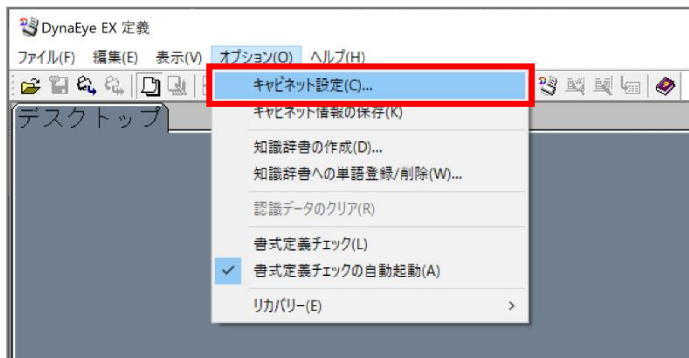 DynaEye EX 定義
ファイル(F) 編集(E) 表示(V) オプション(O) ヘルプ(H)
キャビネット設定(C)...
キャビネット情報の保存(K)
知識辞書の作成(D)...
知識辞書への単語登録/削除(W)...
認識データのクリア(R)
書式定義チェック(L)
書式定義チェックの自動起動(A)
リカバリー(E)
デスクトップ